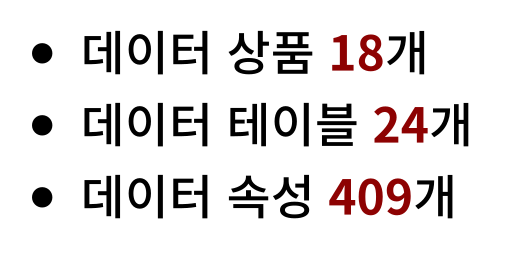 ● 데이터 상품 18개
● 데이터 테이블 24개
● 데이터 속성 409개